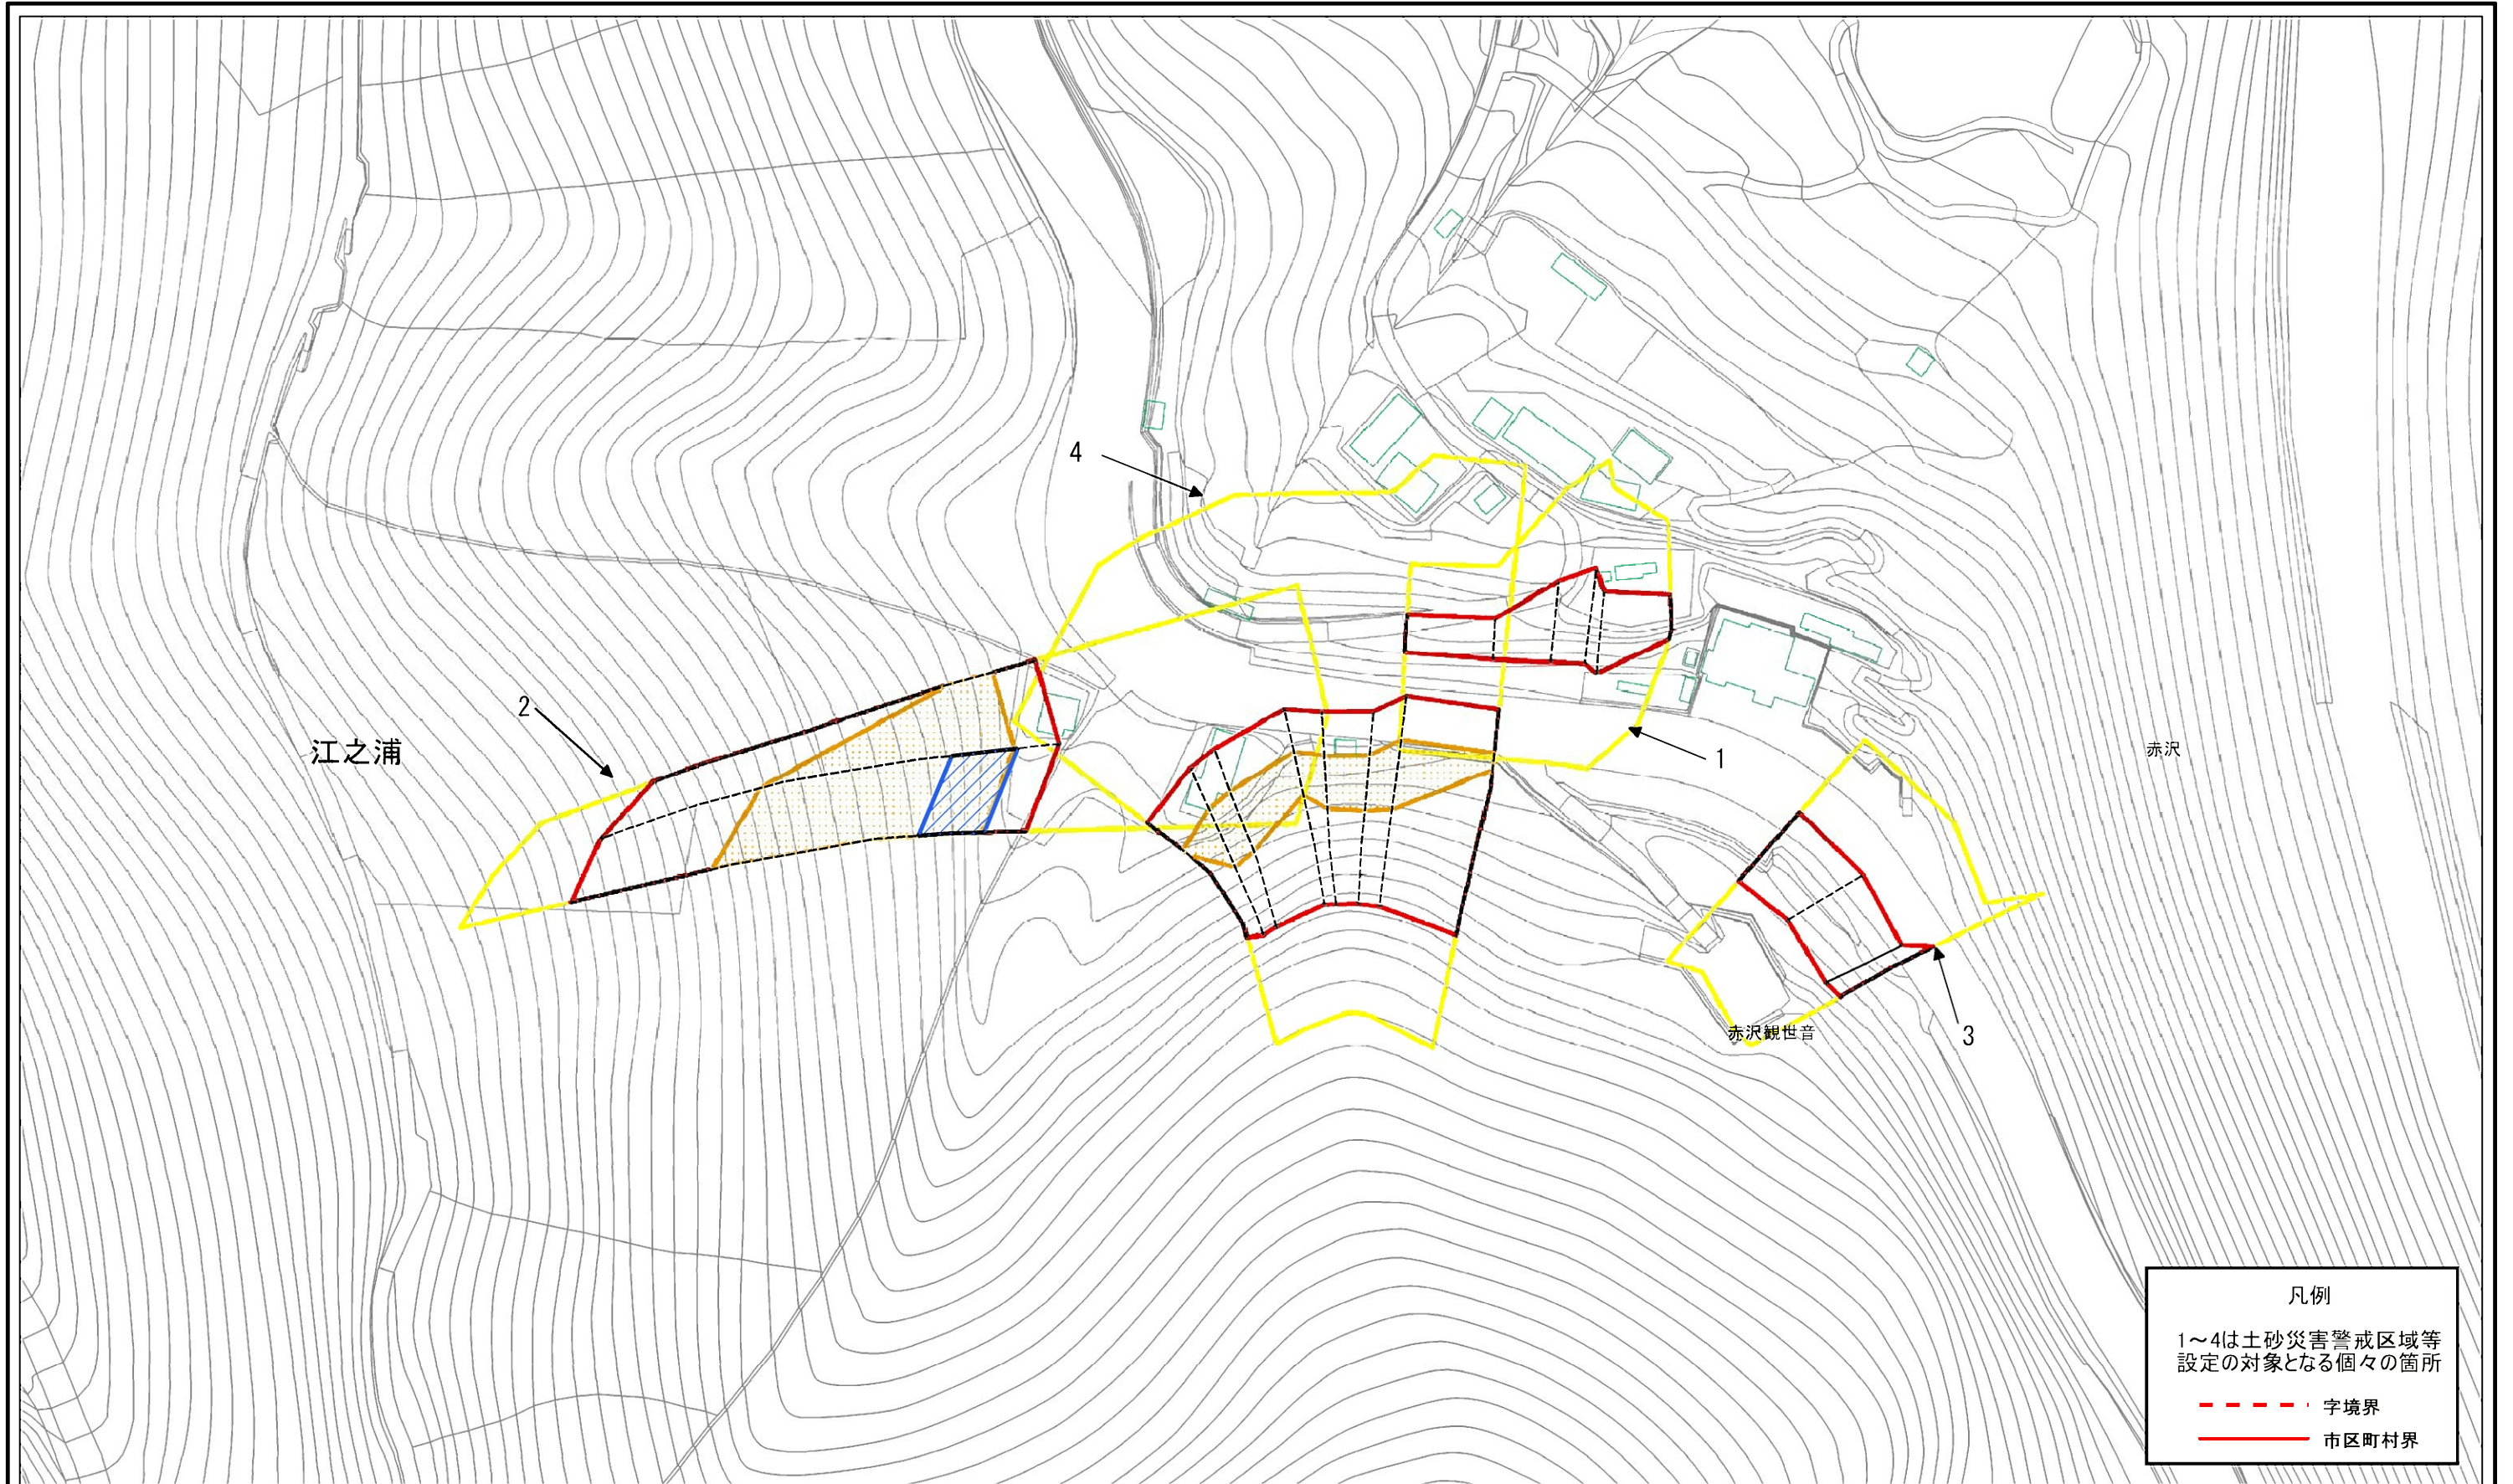 4
2
江之浦
1
赤沢
赤沢観世音
3
凡例
1~4は土砂災害警戒区域等
設定の対象となる個々の箇所
字境界
市区町村界